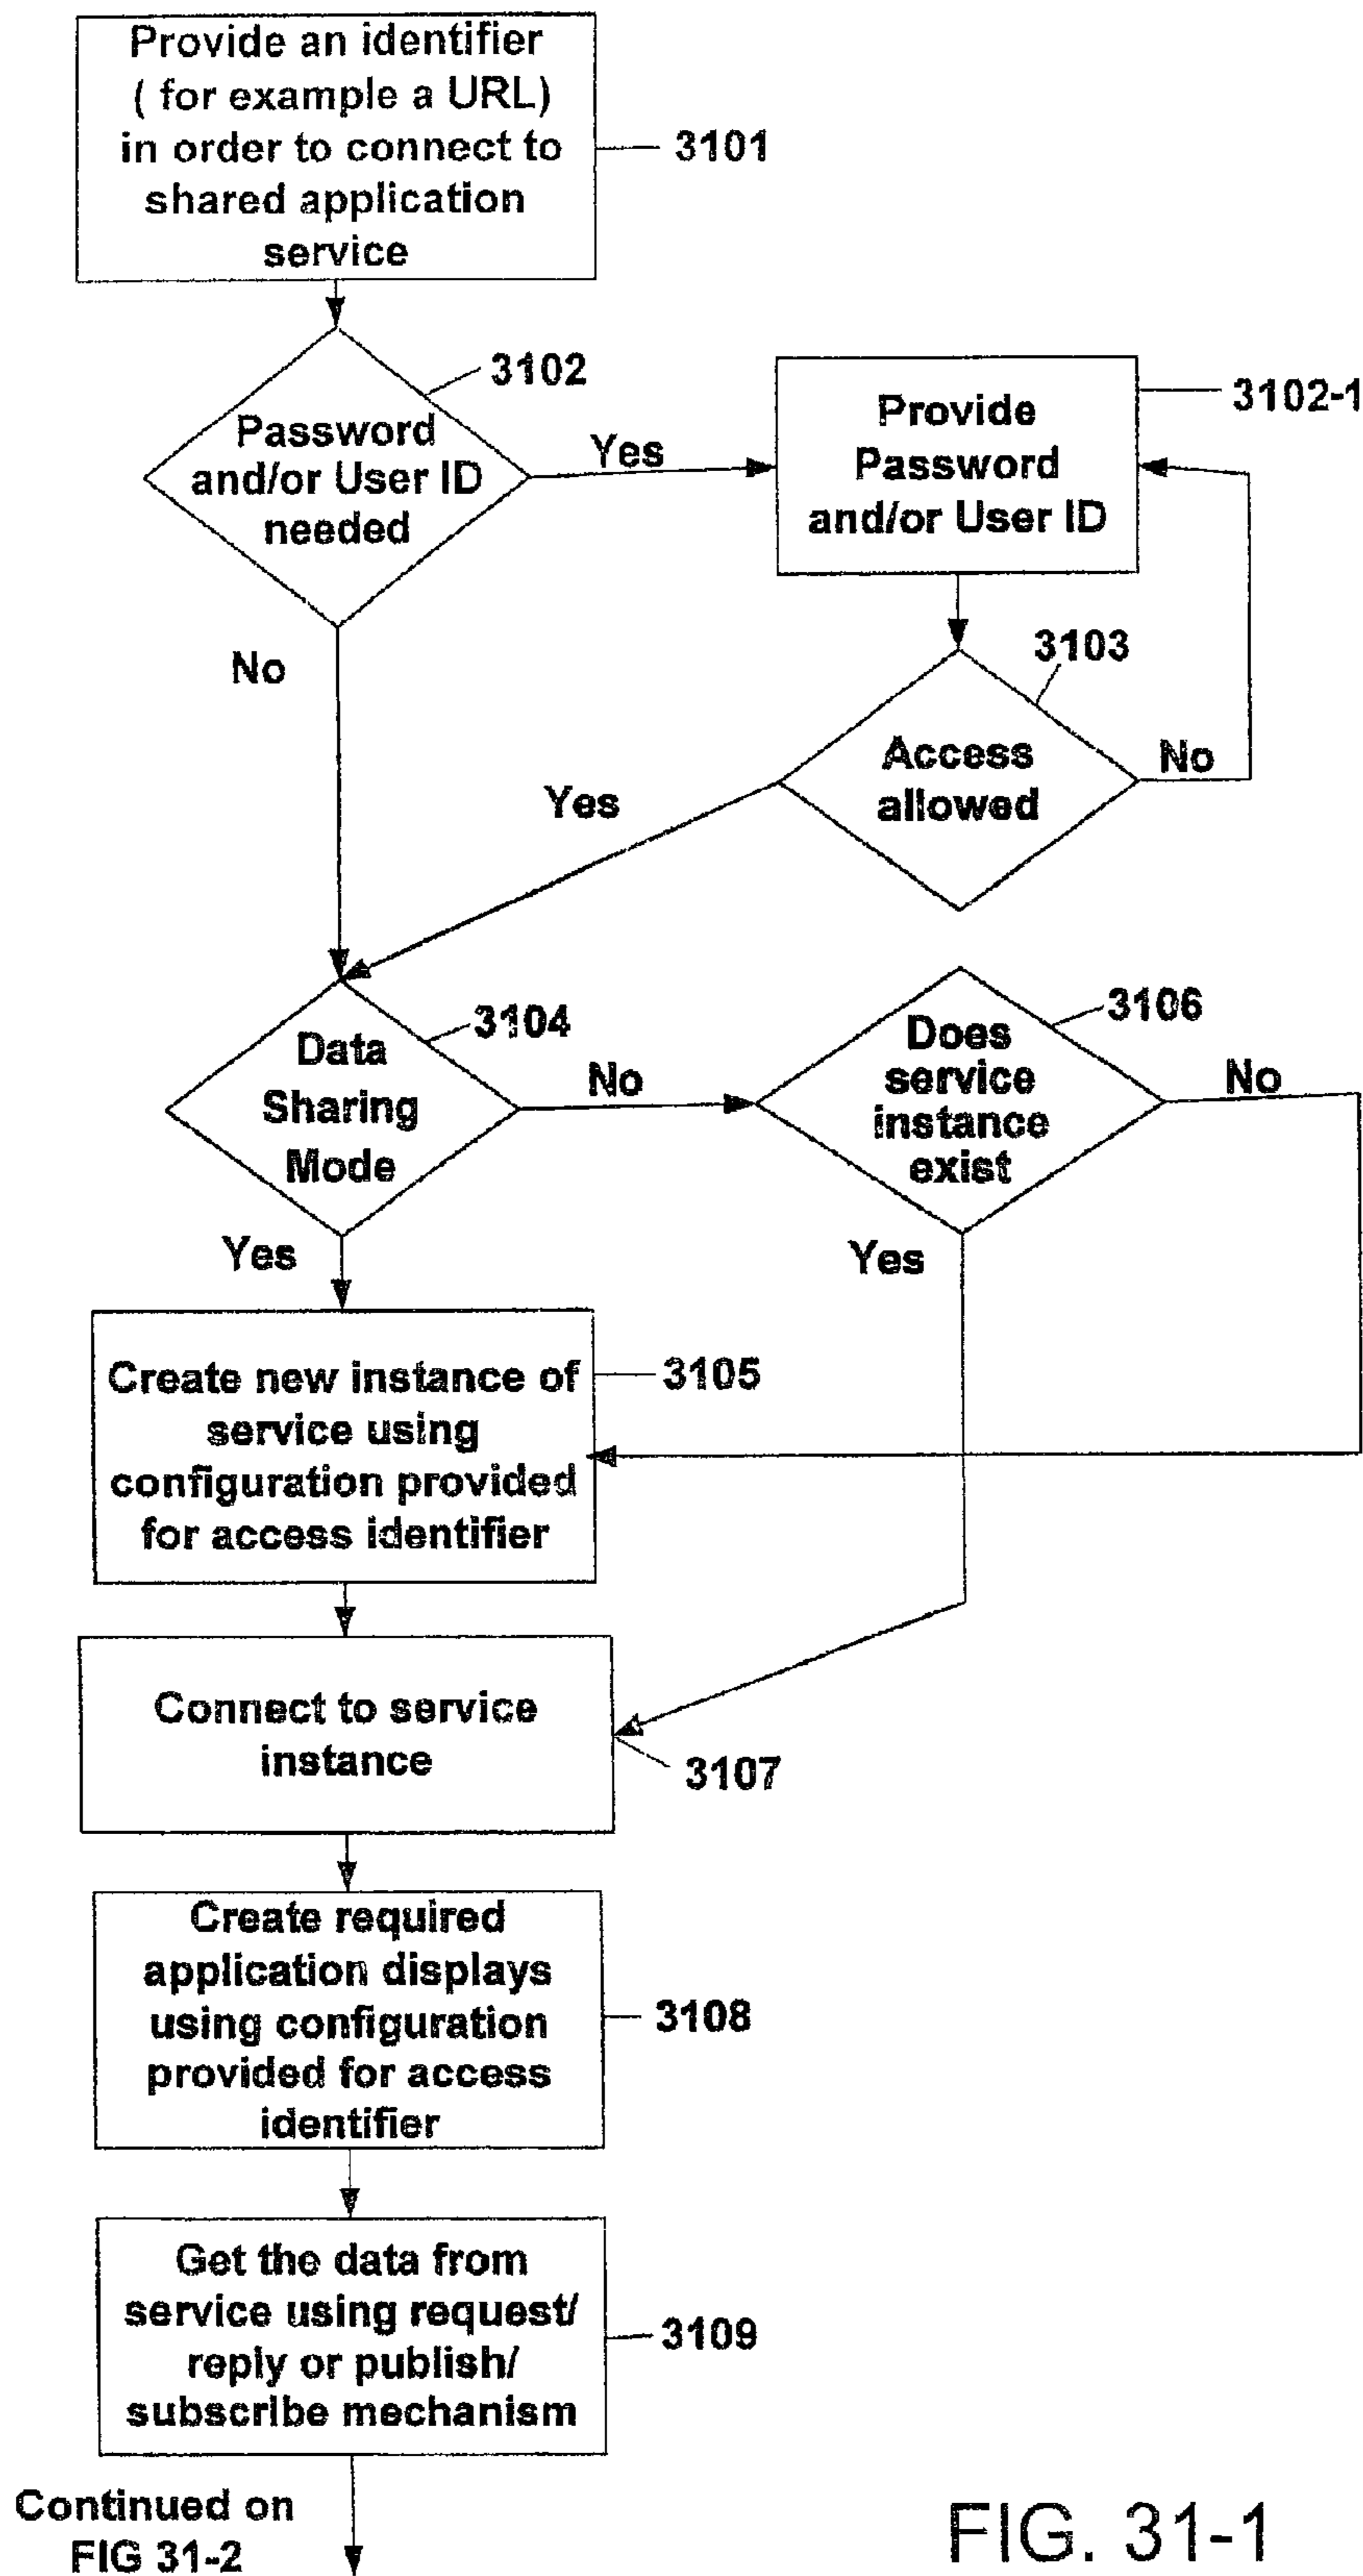 Provide an identifier
( for example a URL)
in order to connect to
shared application
service
3101
3102
Password
and/or User ID
needed
Yes
Provide
Password
and/or User ID
3102-1
No
3103
Access
allowed
No
Yes
3104
Data
Sharing
Mode
No
3106
Does
service
instance
exist
No
Yes
Yes
Create new instance of
service using
configuration provided
for access identifier
3105
Connect to service
instance
3107
Create required
application displays
using configuration
provided for access
identifier
3108
Get the data from
service using request/
reply or publish/
subscribe mechanism
3109
Continued on
FIG 31-2
FIG. 31-1